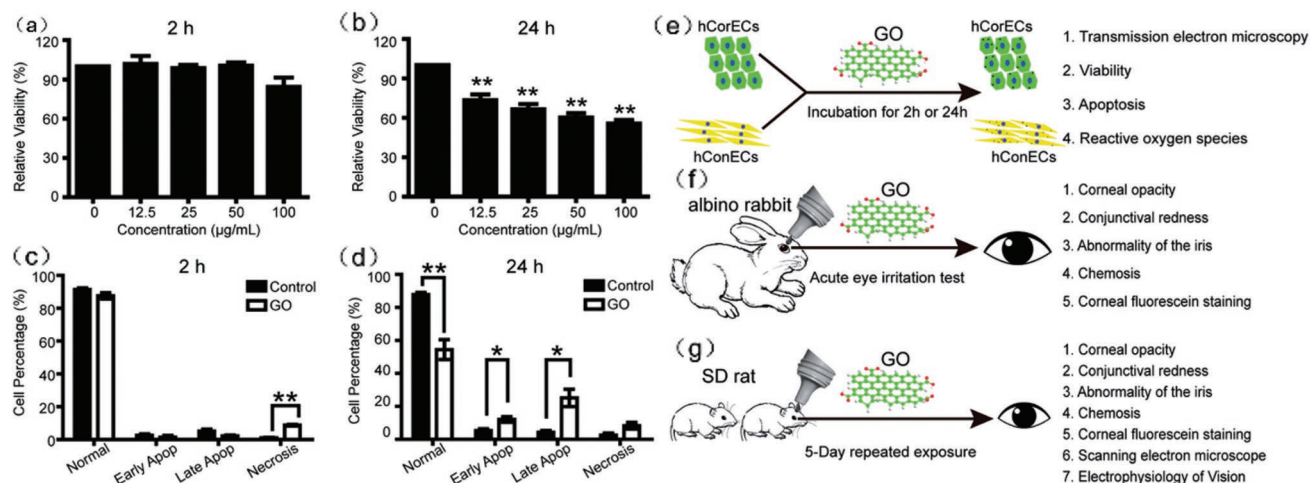 (a)
2 h
Relative Viability (%)
120
90
60
30
0
0 12.5 25 50 100
Concentration (µg/mL)
(b)
24 h
Relative Viability (%)
120
90
60
30
0
** ** ** **
0 12.5 25 50 100
Concentration (µg/mL)
(c)
2 h
Cell Percentage (%)
100
80
60
40
20
0
Control
GO
**
Normal Early Apop Late Apop Necrosis
(d)
24 h
Cell Percentage (%)
100
80
60
40
20
0
Control
GO
** * *
Normal Early Apop Late Apop Necrosis
(e)
hCorECs
hConECs
GO
Incubation for 2h or 24h
hCorECs
hConECs
1. Transmission electron microscopy
2. Viability
3. Apoptosis
4. Reactive oxygen species
(f)
albino rabbit
GO
Acute eye irritation test
1. Corneal opacity
2. Conjunctival redness
3. Abnormality of the iris
4. Chemosis
5. Corneal fluorescein staining
(g)
SD rat
GO
5-Day repeated exposure
1. Corneal opacity
2. Conjunctival redness
3. Abnormality of the iris
4. Chemosis
5. Corneal fluorescein staining
6. Scanning electron microscope
7. Electrophysiology of Vision